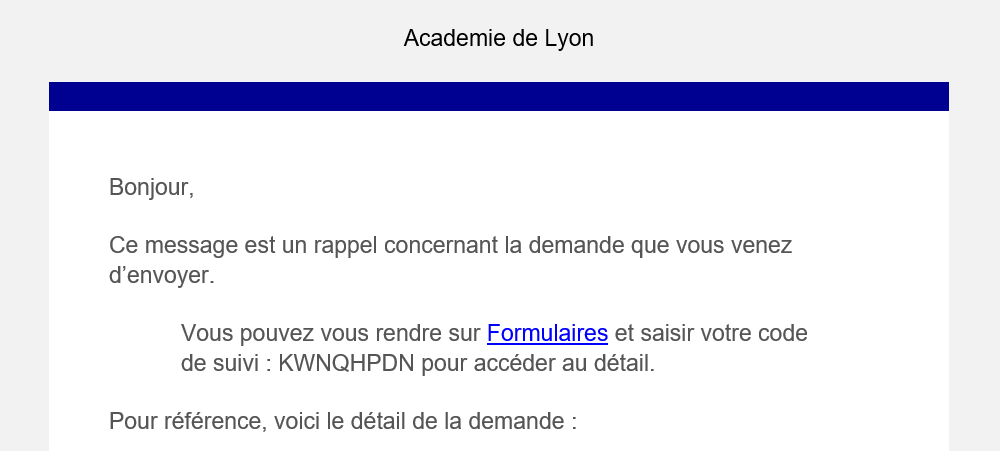 Academie de Lyon
Bonjour,
Ce message est un rappel concernant la demande que vous venez
d’envoyer.
Vous pouvez vous rendre sur Formulaires et saisir votre code
de suivi : KWNQHPDN pour accéder au détail.
Pour référence, voici le détail de la demande :